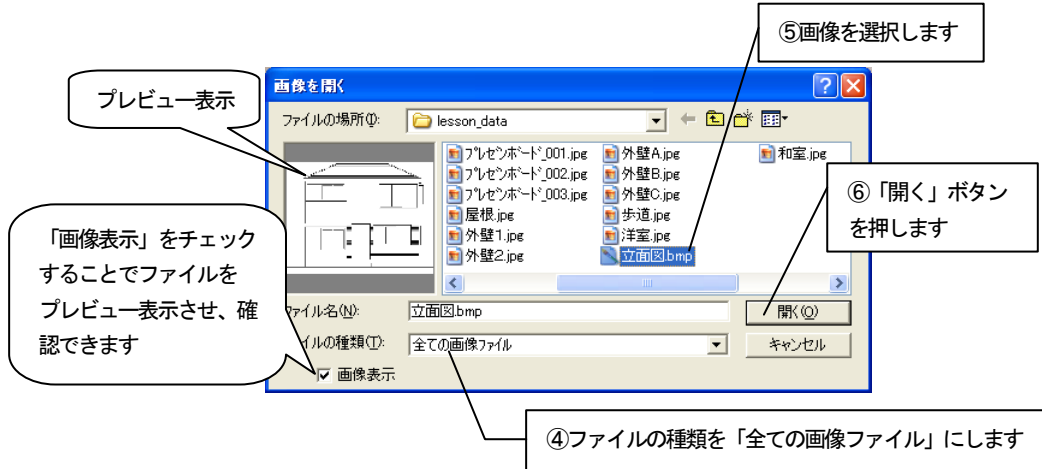 ⑤画像を選択します
プレビュー表示
画像を開く
ファイルの場所(I):
lesson_data
プレゼンボード_001.jpg
プレゼンボード_002.jpg
プレゼンボード_003.jpg
屋根.jpg
外壁1.jpg
外壁2.jpg
外壁A.jpg
外壁B.jpg
外壁C.jpg
歩道.jpg
洋室.jpg
立面図.bmp
和室.jpg
⑥「開く」ボタン
を押します
「画像表示」をチェック
することでファイルを
プレビュー表示させ、確
認できます
ファイル名(N):
立面図.bmp
開く(O)
イルの種類(T):
全ての画像ファイル
キャンセル
画像表示
④ファイルの種類を「全ての画像ファイル」にします